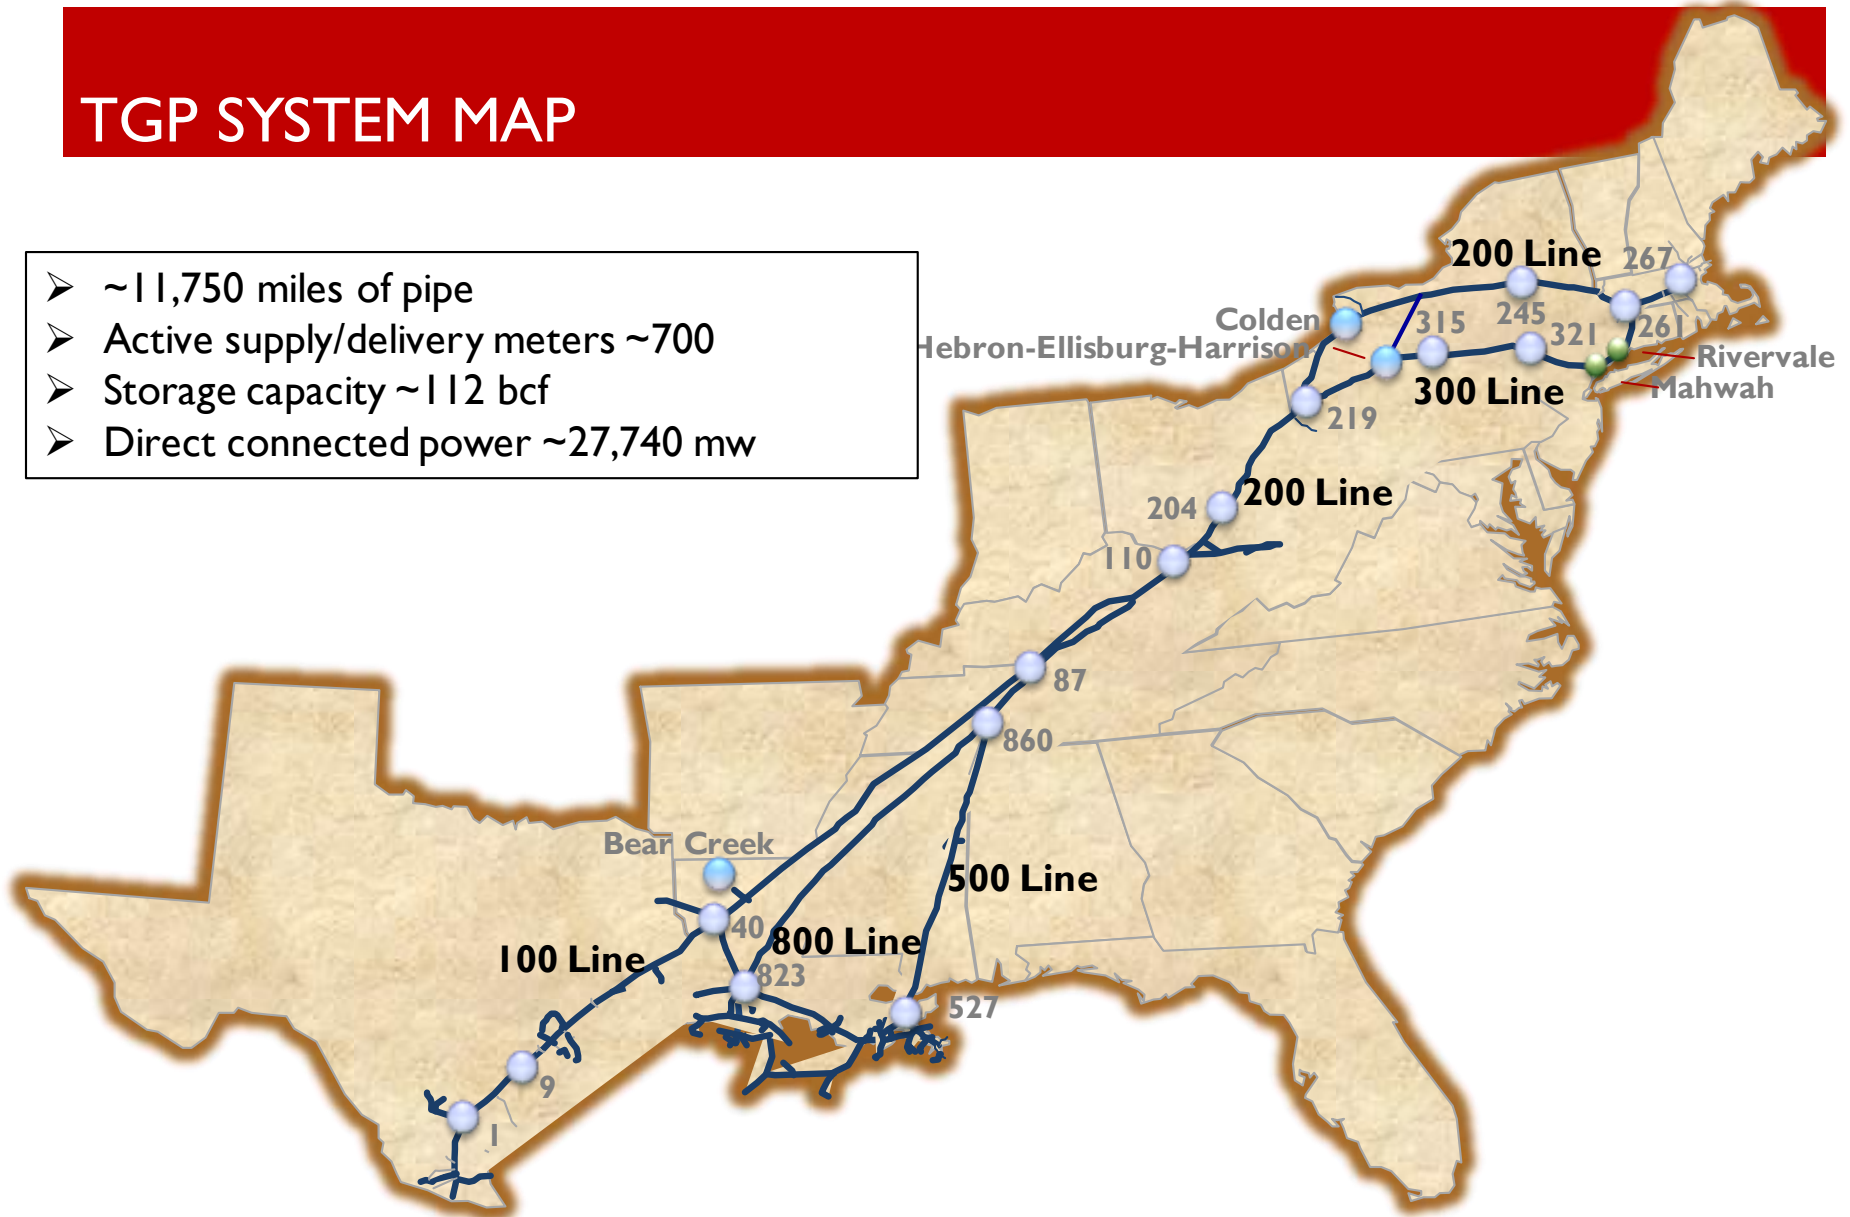 TGP SYSTEM MAP
➢ ~11,750 miles of pipe
➢ Active supply/delivery meters ~700
➢ Storage capacity ~112 bcf
➢ Direct connected power ~27,740 mw
200 Line
267
Colden
315
245
321
261
Hebron-Ellisburg-Harrison
Rivervale
Mahwah
300 Line
219
200 Line
204
110
87
860
Bear Creek
500 Line
40
800 Line
100 Line
823
527
9
1